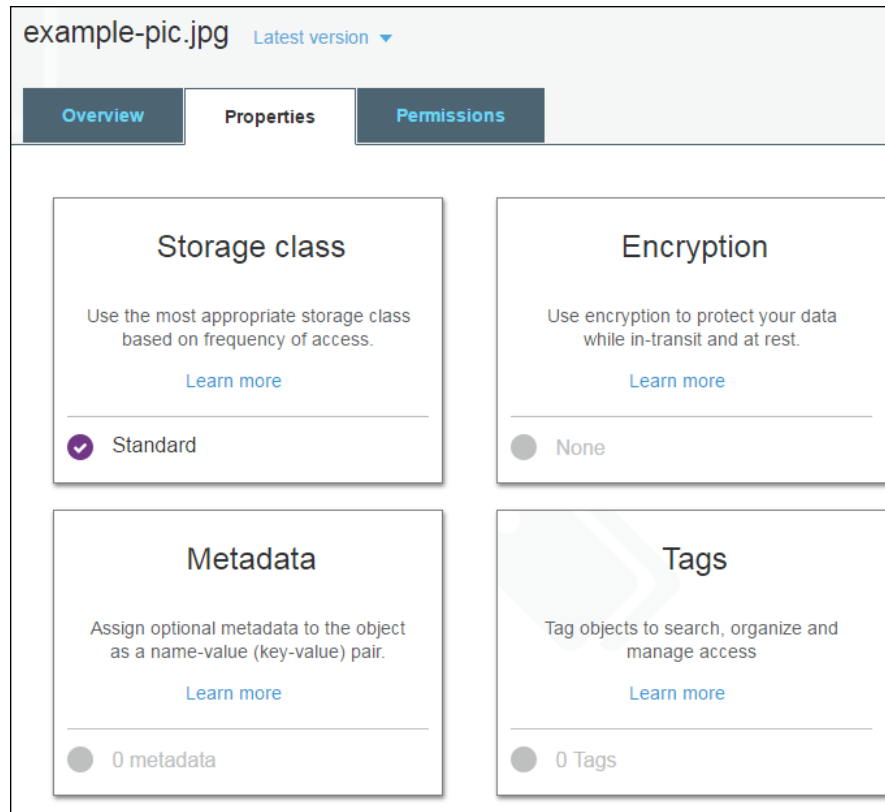 example-pic.jpg Latest version
Overview Properties Permissions
Storage class
Use the most appropriate storage class
based on frequency of access.
Learn more
Standard
Encryption
Use encryption to protect your data
while in-transit and at rest.
Learn more
None
Metadata
Assign optional metadata to the object
as a name-value (key-value) pair.
Learn more
0 metadata
Tags
Tag objects to search, organize and
manage access
Learn more
0 Tags